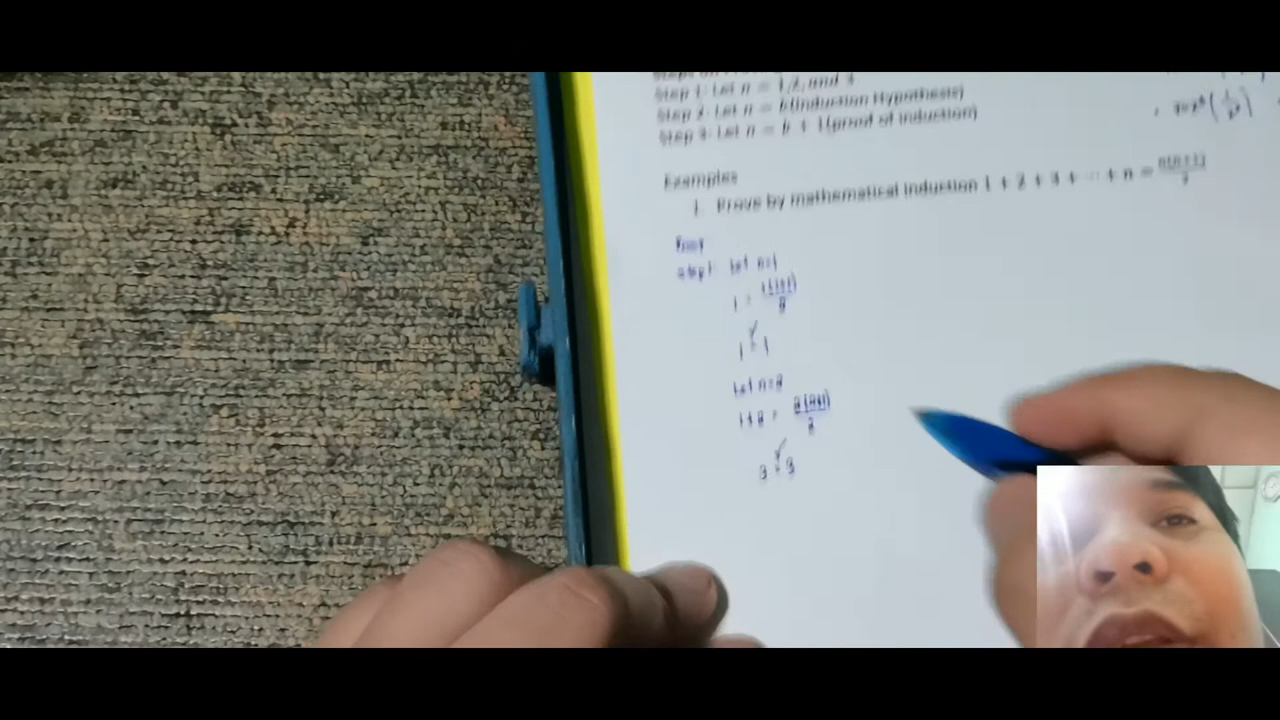 Step 1: Let n = 1, 2, and 3
Step 2: Let n = k (Induction Hypothesis)
Step 3: Let n = k + 1 (proof of induction)
Examples
1. Prove by mathematical induction 1 + 2 + 3 + ⋯ + n = n(n+1)/2
Proof
Step 1: Let n=1
1 = 1(1+1)/2
1 = 1 ✓
Let n=2
1+2 = 2(2+1)/2
3 = 3 ✓